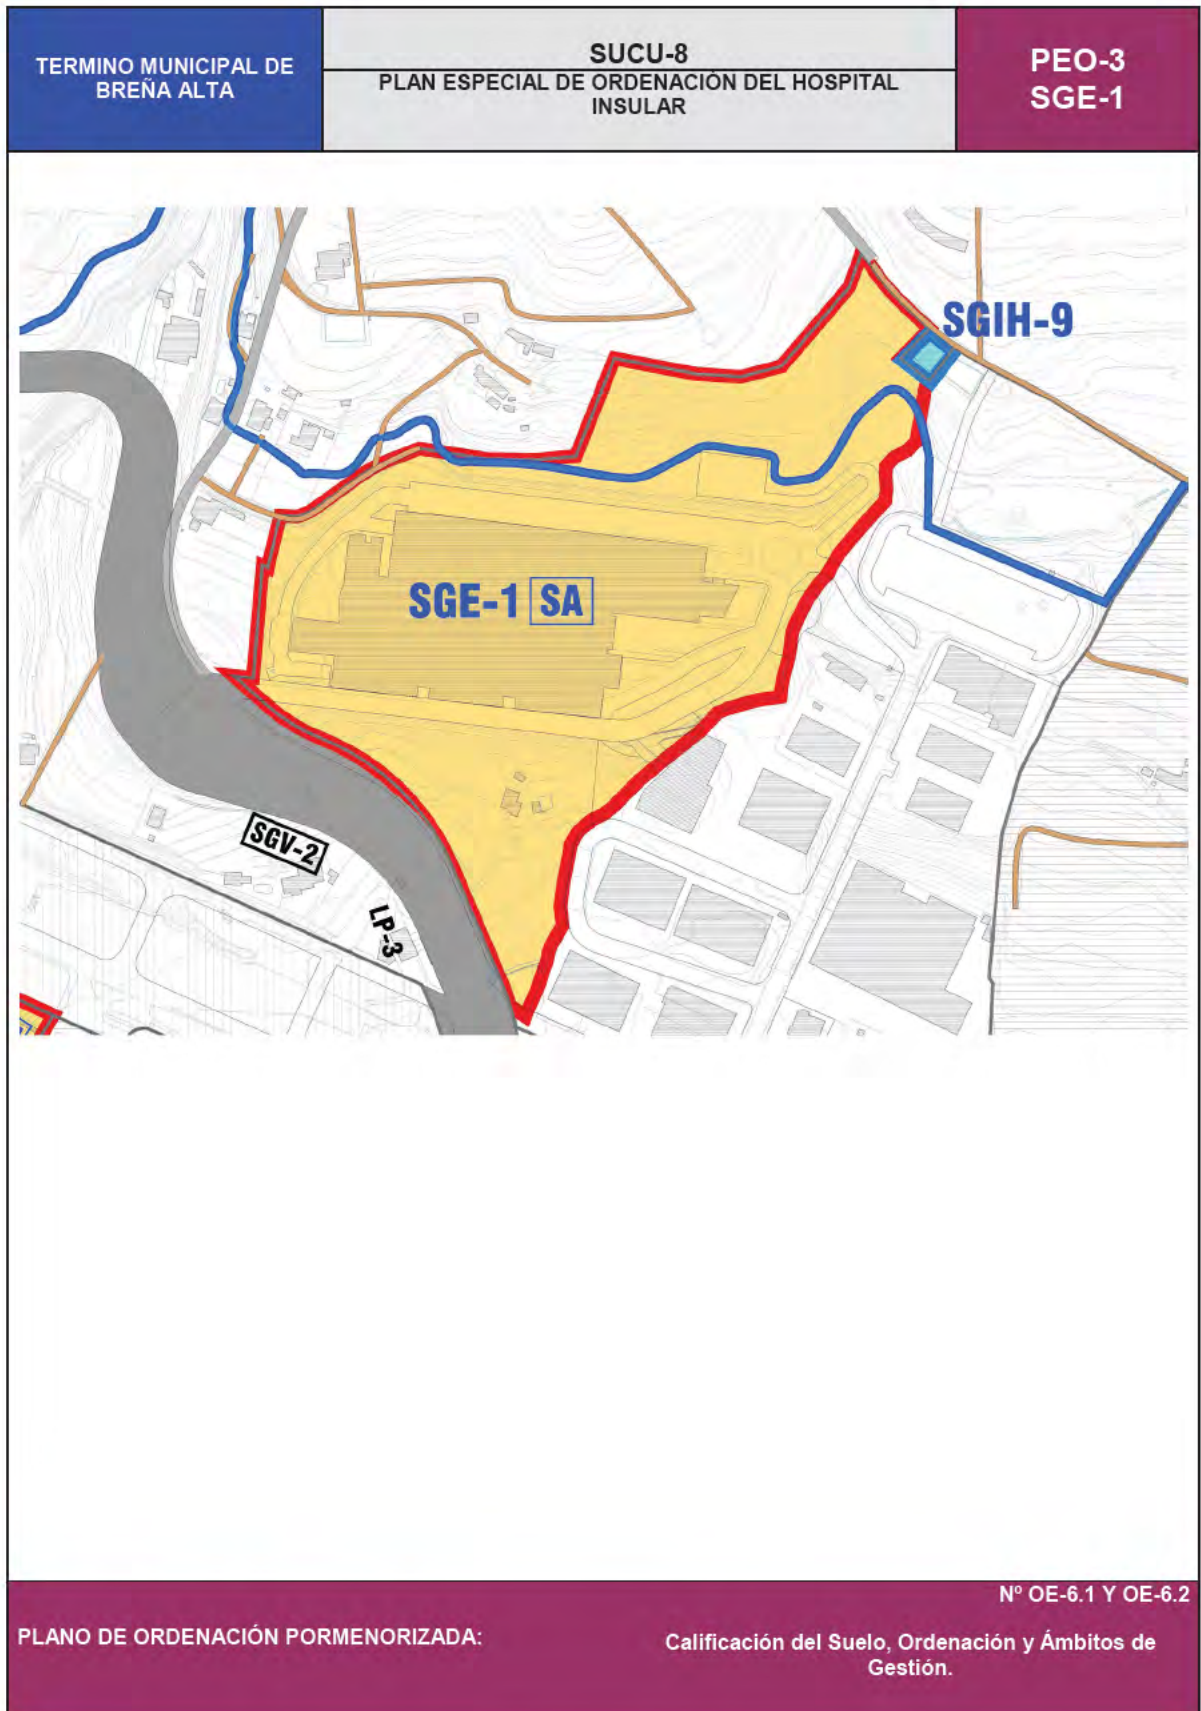 TERMINO MUNICIPAL DE
BREÑA ALTA
SUCU-8
PLAN ESPECIAL DE ORDENACIÓN DEL HOSPITAL
INSULAR
PEO-3
SGE-1
SGIH-9
SGE-1 SA
SGV-2
LP-3
Nº OE-6.1 Y OE-6.2
PLANO DE ORDENACIÓN PORMENORIZADA:
Calificación del Suelo, Ordenación y Ámbitos de
Gestión.